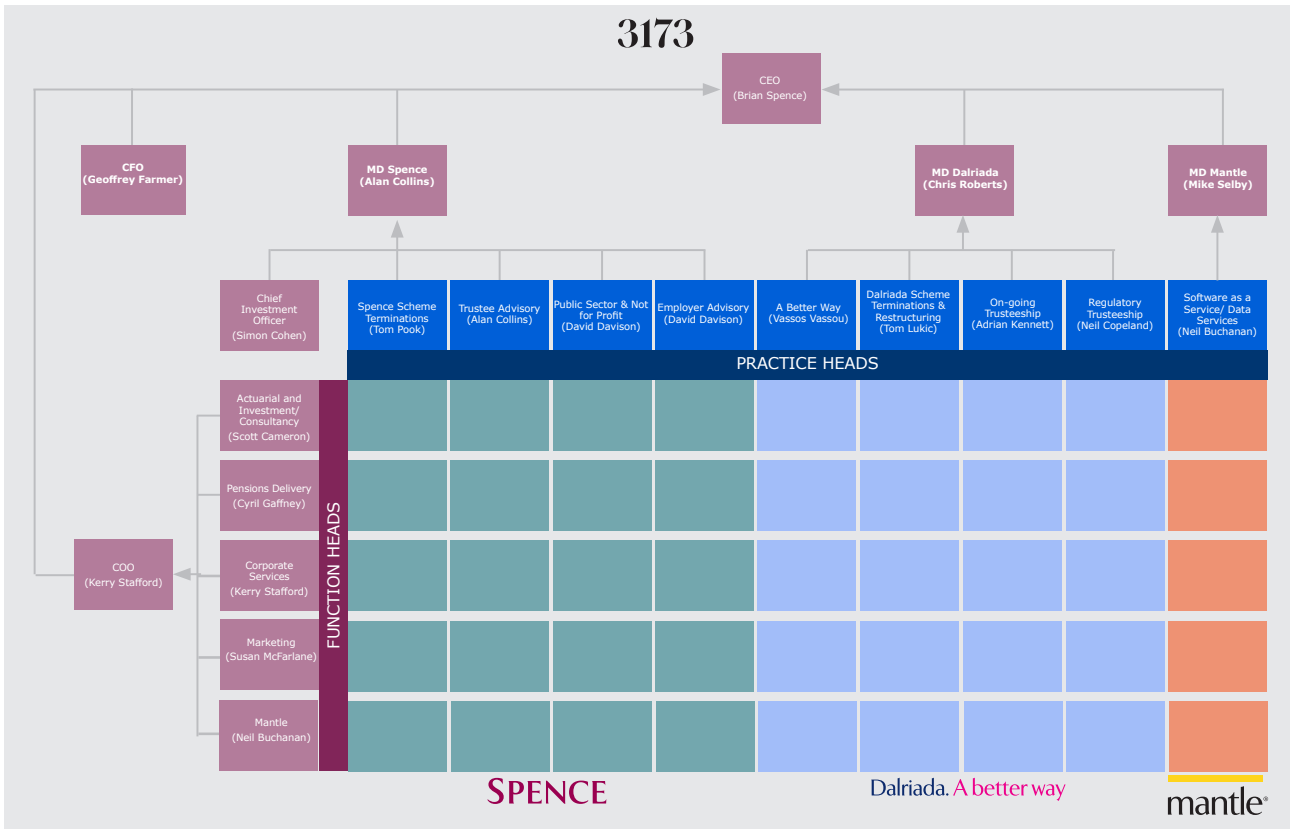 3173
CEO
(Brian Spence)
CFO
(Geoffrey Farmer)
MD Spence
(Alan Collins)
MD Dalriada
(Chris Roberts)
MD Mantle
(Mike Selby)
Chief
Investment
Officer
(Simon Cohen)
Spence Scheme
Terminations
(Tom Pook)
Trustee Advisory
(Alan Collins)
Public Sector & Not
for Profit
(David Davison)
Employer Advisory
(David Davison)
A Better Way
(Vassos Vassou)
Dalriada Scheme
Terminations &
Restructuring
(Tom Lukic)
On-going
Trusteeship
(Adrian Kennett)
Regulatory
Trusteeship
(Neil Copeland)
Software as a
Service/ Data
Services
(Neil Buchanan)
PRACTICE HEADS
FUNCTION HEADS
Actuarial and
Investment/
Consultancy
(Scott Cameron)
Pensions Delivery
(Cyril Gaffney)
COO
(Kerry Stafford)
Corporate
Services
(Kerry Stafford)
Marketing
(Susan McFarlane)
Mantle
(Neil Buchanan)
SPENCE
Dalriada. A better way
mantle®